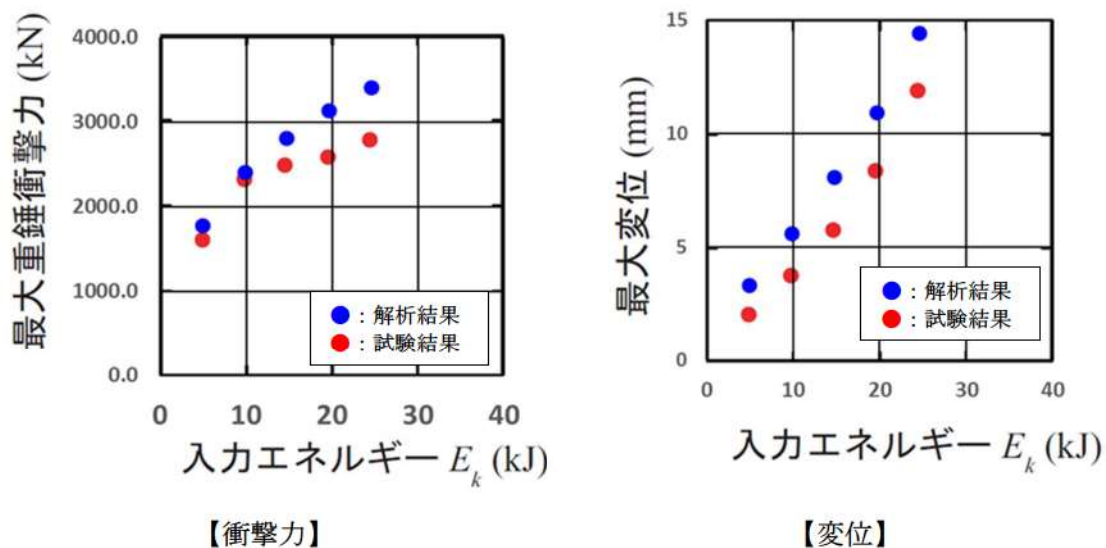 最大重錘衝撃力 (kN)
4000.0
3000.0
2000.0
1000.0
0.0
0 10 20 30 40
入力エネルギー E_k (kJ)
：解析結果
：試験結果
【衝撃力】
最大変位 (mm)
15
10
5
0
0 10 20 30 40
入力エネルギー E_k (kJ)
：解析結果
：試験結果
【変位】